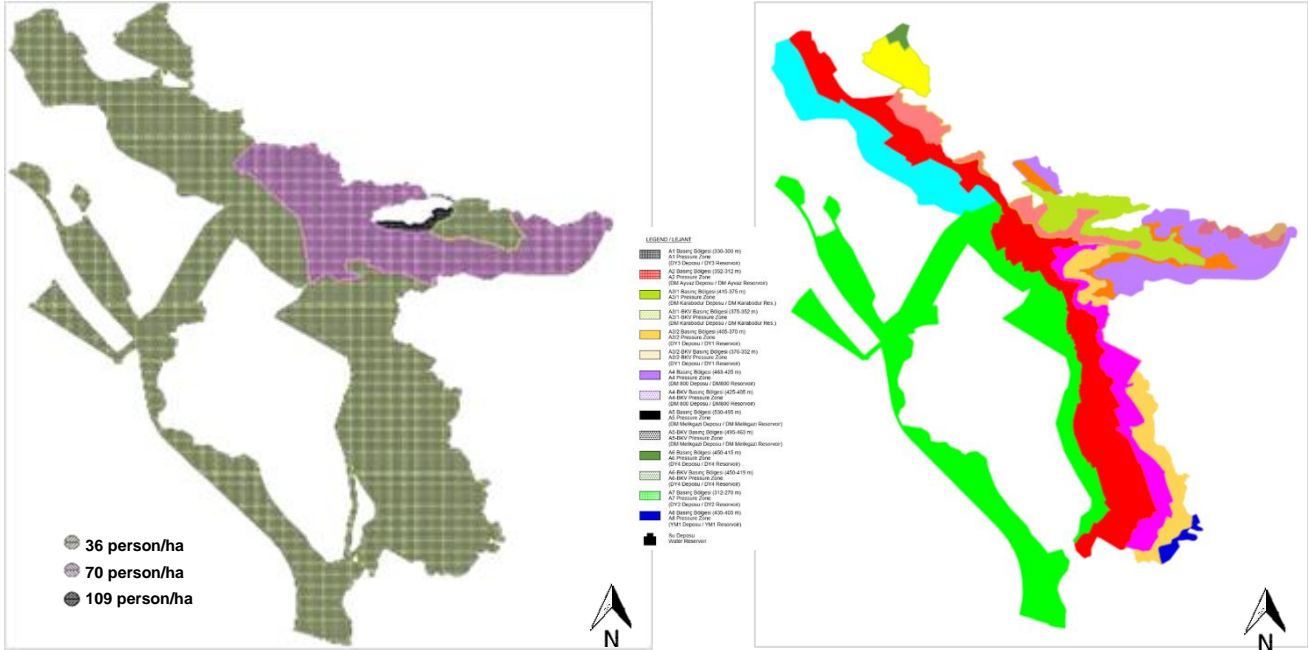 36 person/ha
70 person/ha
109 person/ha
N
LEGEND / LEJANT
A1 Basınç Bölgesi (330-300 m)
A1 Pressure Zone
(DY3 Deposu / DY3 Reservoir)
A2 Basınç Bölgesi (352-312 m)
A2 Pressure Zone
(DM Ayvaz Deposu / DM Ayvaz Reservoir)
A3/1 Basınç Bölgesi (415-375 m)
A3/1 Pressure Zone
(DM Karabodur Deposu / DM Karabodur Res.)
A3/1-BKV Basınç Bölgesi (375-352 m)
A3/1-BKV Pressure Zone
(DM Karabodur Deposu / DM Karabodur Res.)
A3/2 Basınç Bölgesi (405-370 m)
A3/2 Pressure Zone
(DY1 Deposu / DY1 Reservoir)
A3/2-BKV Basınç Bölgesi (370-352 m)
A3/2-BKV Pressure Zone
(DY1 Deposu / DY1 Reservoir)
A4 Basınç Bölgesi (460-425 m)
A4 Pressure Zone
(DM 800 Deposu / DM800 Reservoir)
A4-BKV Basınç Bölgesi (425-405 m)
A4-BKV Pressure Zone
(DM 800 Deposu / DM800 Reservoir)
A5 Basınç Bölgesi (530-495 m)
A5 Pressure Zone
(DM Melikgazi Deposu / DM Melikgazi Reservoir)
A5-BKV Basınç Bölgesi (495-460 m)
A5-BKV Pressure Zone
(DM Melikgazi Deposu / DM Melikgazi Reservoir)
A6 Basınç Bölgesi (450-415 m)
A6 Pressure Zone
(DY4 Deposu / DY4 Reservoir)
A6-BKV Basınç Bölgesi (450-415 m)
A6-BKV Pressure Zone
(DY4 Deposu / DY4 Reservoir)
A7 Basınç Bölgesi (312-270 m)
A7 Pressure Zone
(DY2 Deposu / DY2 Reservoir)
A8 Basınç Bölgesi
A8 Pressure Zone
(YM1 Deposu / YM1 Reservoir)
Su Deposu
Water Reservoir
N